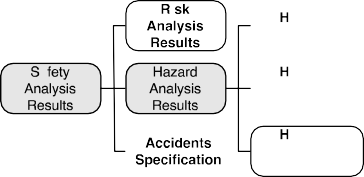 R sk
Analysis
Results
S fety
Analysis
Results
Hazard
Analysis
Results
Accidents
Specification
H
H
H